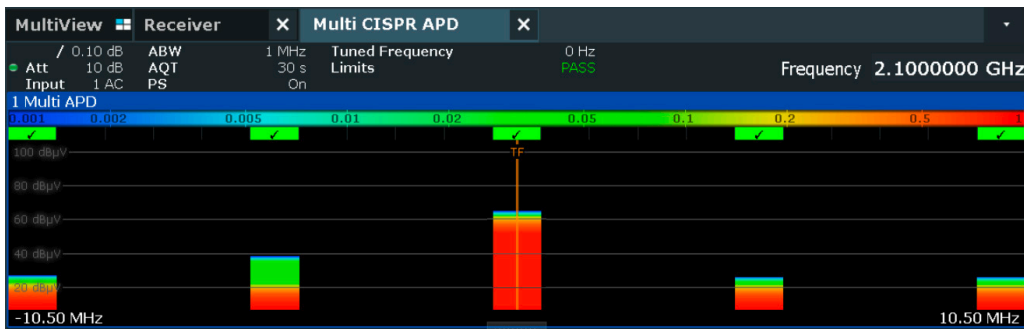 MultiView Receiver × Multi CISPR APD ×
/ 0.10 dB ABW 1 MHz Tuned Frequency 0 Hz
Att 10 dB AQT 30 s Limits PASS
Input 1 AC PS On
Frequency 2.1000000 GHz
1 Multi APD
0.001 0.002 0.005 0.01 0.02 0.05 0.1 0.2 0.5 1
✓ ✓ ✓ ✓ ✓
TF
100 dBµV
80 dBµV
60 dBµV
40 dBµV
20 dBµV
-10.50 MHz 10.50 MHz